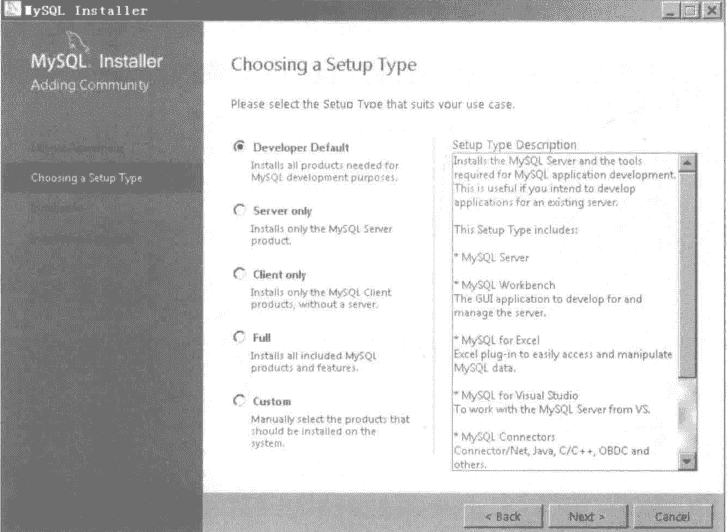 MySQL Installer
MySQL Installer
Adding Community
Choosing a Setup Type
Choosing a Setup Type
Please select the Setup Type that suits your use case.
Developer Default
Installs all products needed for
MySQL development purposes.
Server only
Installs only the MySQL Server
product.
Client only
Installs only the MySQL Client
products, without a server.
Full
Installs all included MySQL
products and features.
Custom
Manually select the products that
should be installed on the
system.
Setup Type Description
Installs the MySQL Server and the tools
required for MySQL application development.
This is useful if you intend to develop
applications for an existing server.
This Setup Type includes:
* MySQL Server
* MySQL Workbench
The GUI application to develop for and
manage the server.
* MySQL for Excel
Excel plug-in to easily access and manipulate
MySQL data.
* MySQL for Visual Studio
To work with the MySQL Server from VS.
* MySQL Connectors
Connector/Net, Java, C/C++, OBDC and
others.
< Back
Next >
Cancel